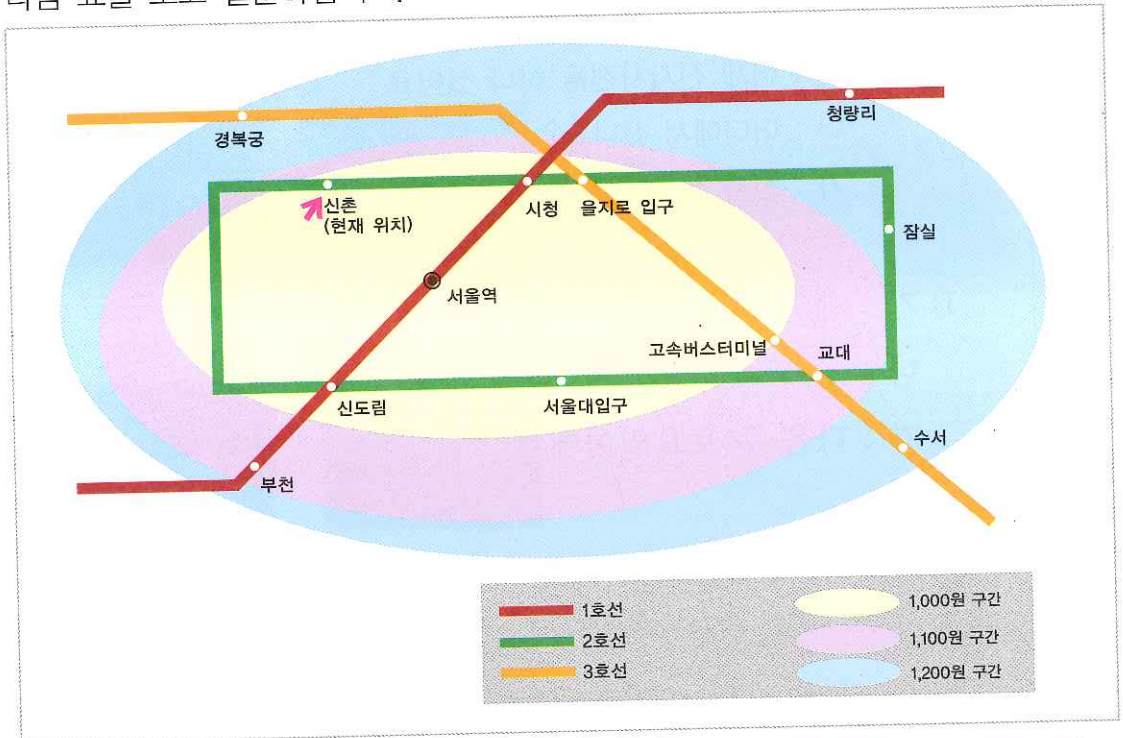 경복궁
청량리
신촌
(현재 위치)
시청
을지로 입구
잠실
서울역
고속버스터미널
교대
신도림
서울대입구
수서
부천
1호선
1,000원 구간
2호선
1,100원 구간
3호선
1,200원 구간